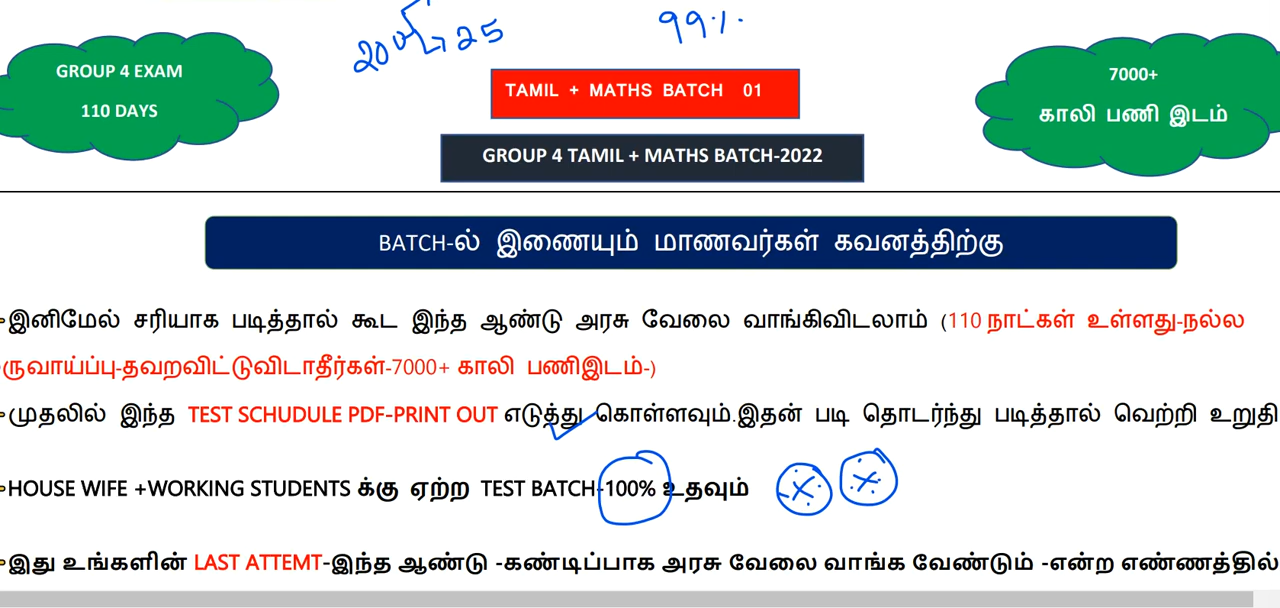 20 25
99%
GROUP 4 EXAM
110 DAYS
TAMIL + MATHS BATCH 01
7000+
காலி பணி இடம்
GROUP 4 TAMIL + MATHS BATCH-2022
BATCH-ல் இணையும் மாணவர்கள் கவனத்திற்கு
இனிமேல் சரியாக படித்தால் கூட இந்த ஆண்டு அரசு வேலை வாங்கிவிடலாம் (110 நாட்கள் உள்ளது-நல்ல
ருவாய்ப்பு-தவறவிட்டுவிடாதீர்கள்-7000+ காலி பணிஇடம்-)
முதலில் இந்த TEST SCHUDULE PDF-PRINT OUT எடுத்து கொள்ளவும்.இதன் படி தொடர்ந்து படித்தால் வெற்றி உறுதி
HOUSE WIFE +WORKING STUDENTS க்கு ஏற்ற TEST BATCH-100% உதவும்
இது உங்களின் LAST ATTEMT-இந்த ஆண்டு -கண்டிப்பாக அரசு வேலை வாங்க வேண்டும் -என்ற எண்ணத்தில்